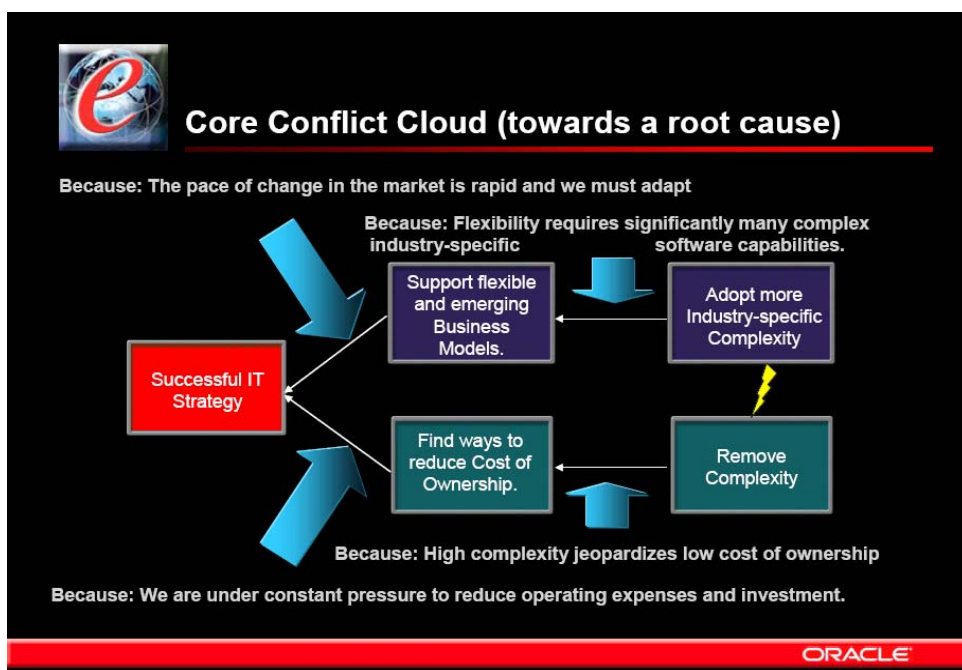 e
Core Conflict Cloud (towards a root cause)
Because: The pace of change in the market is rapid and we must adapt
Because: Flexibility requires significantly many complex
industry-specific software capabilities.
Support flexible
and emerging
Business
Models.
Adopt more
Industry-specific
Complexity
Successful IT
Strategy
Find ways to
reduce Cost of
Ownership.
Remove
Complexity
Because: High complexity jeopardizes low cost of ownership
Because: We are under constant pressure to reduce operating expenses and investment.
ORACLE